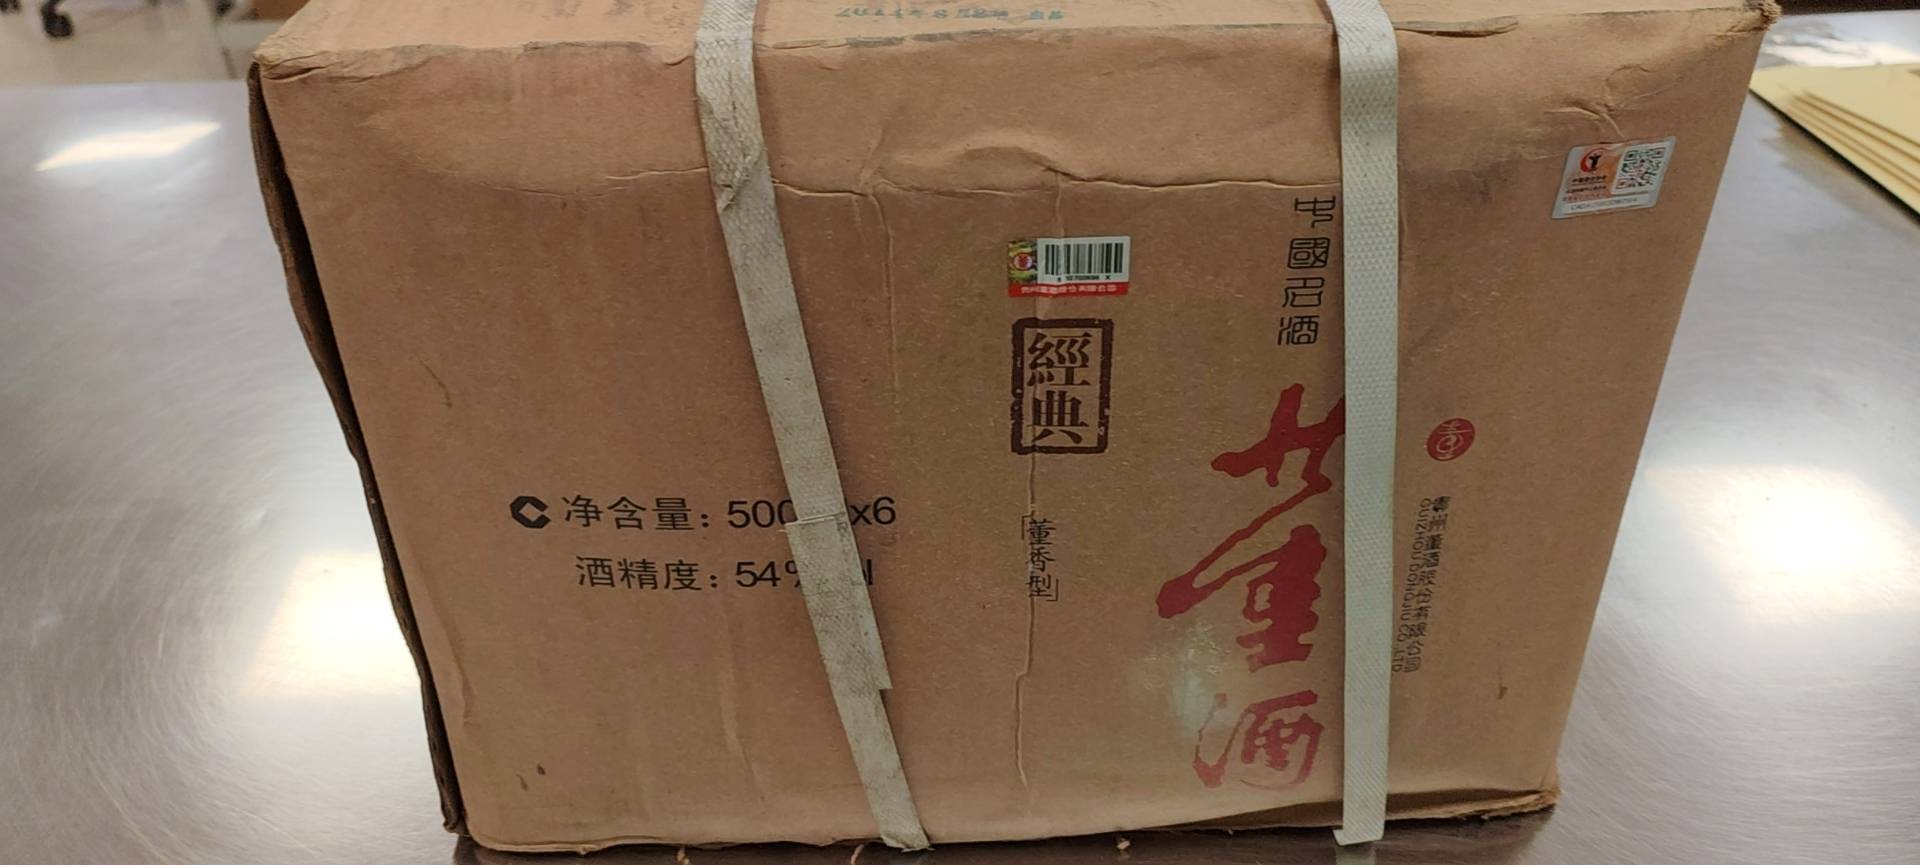 中國名酒
董酒
經典
「董香型」
净含量：500 x6
酒精度：54%
貴州董酒股份有限公司
GUIZHOU DONGJIU CO.,LTD